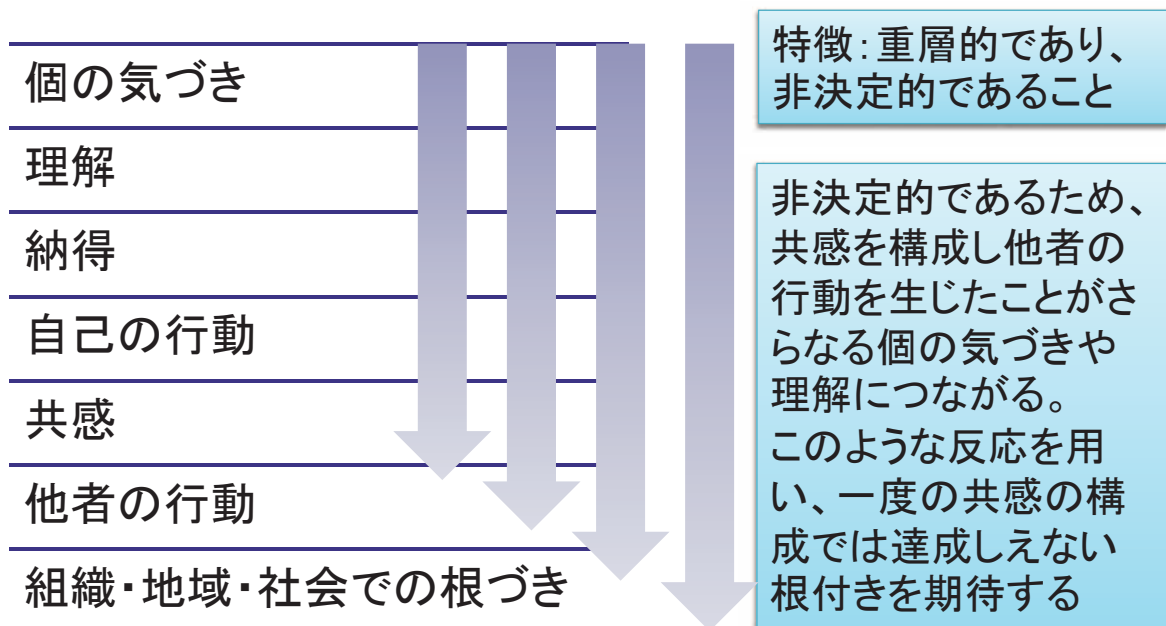 個の気づき
理解
納得
自己の行動
共感
他者の行動
組織・地域・社会での根づき
特徴：重層的であり、
非決定的であること
非決定的であるため、
共感を構成し他者の
行動を生じたことがさ
らなる個の気づきや
理解につながる。
このような反応を用
い、一度の共感の構
成では達成しえない
根付きを期待する